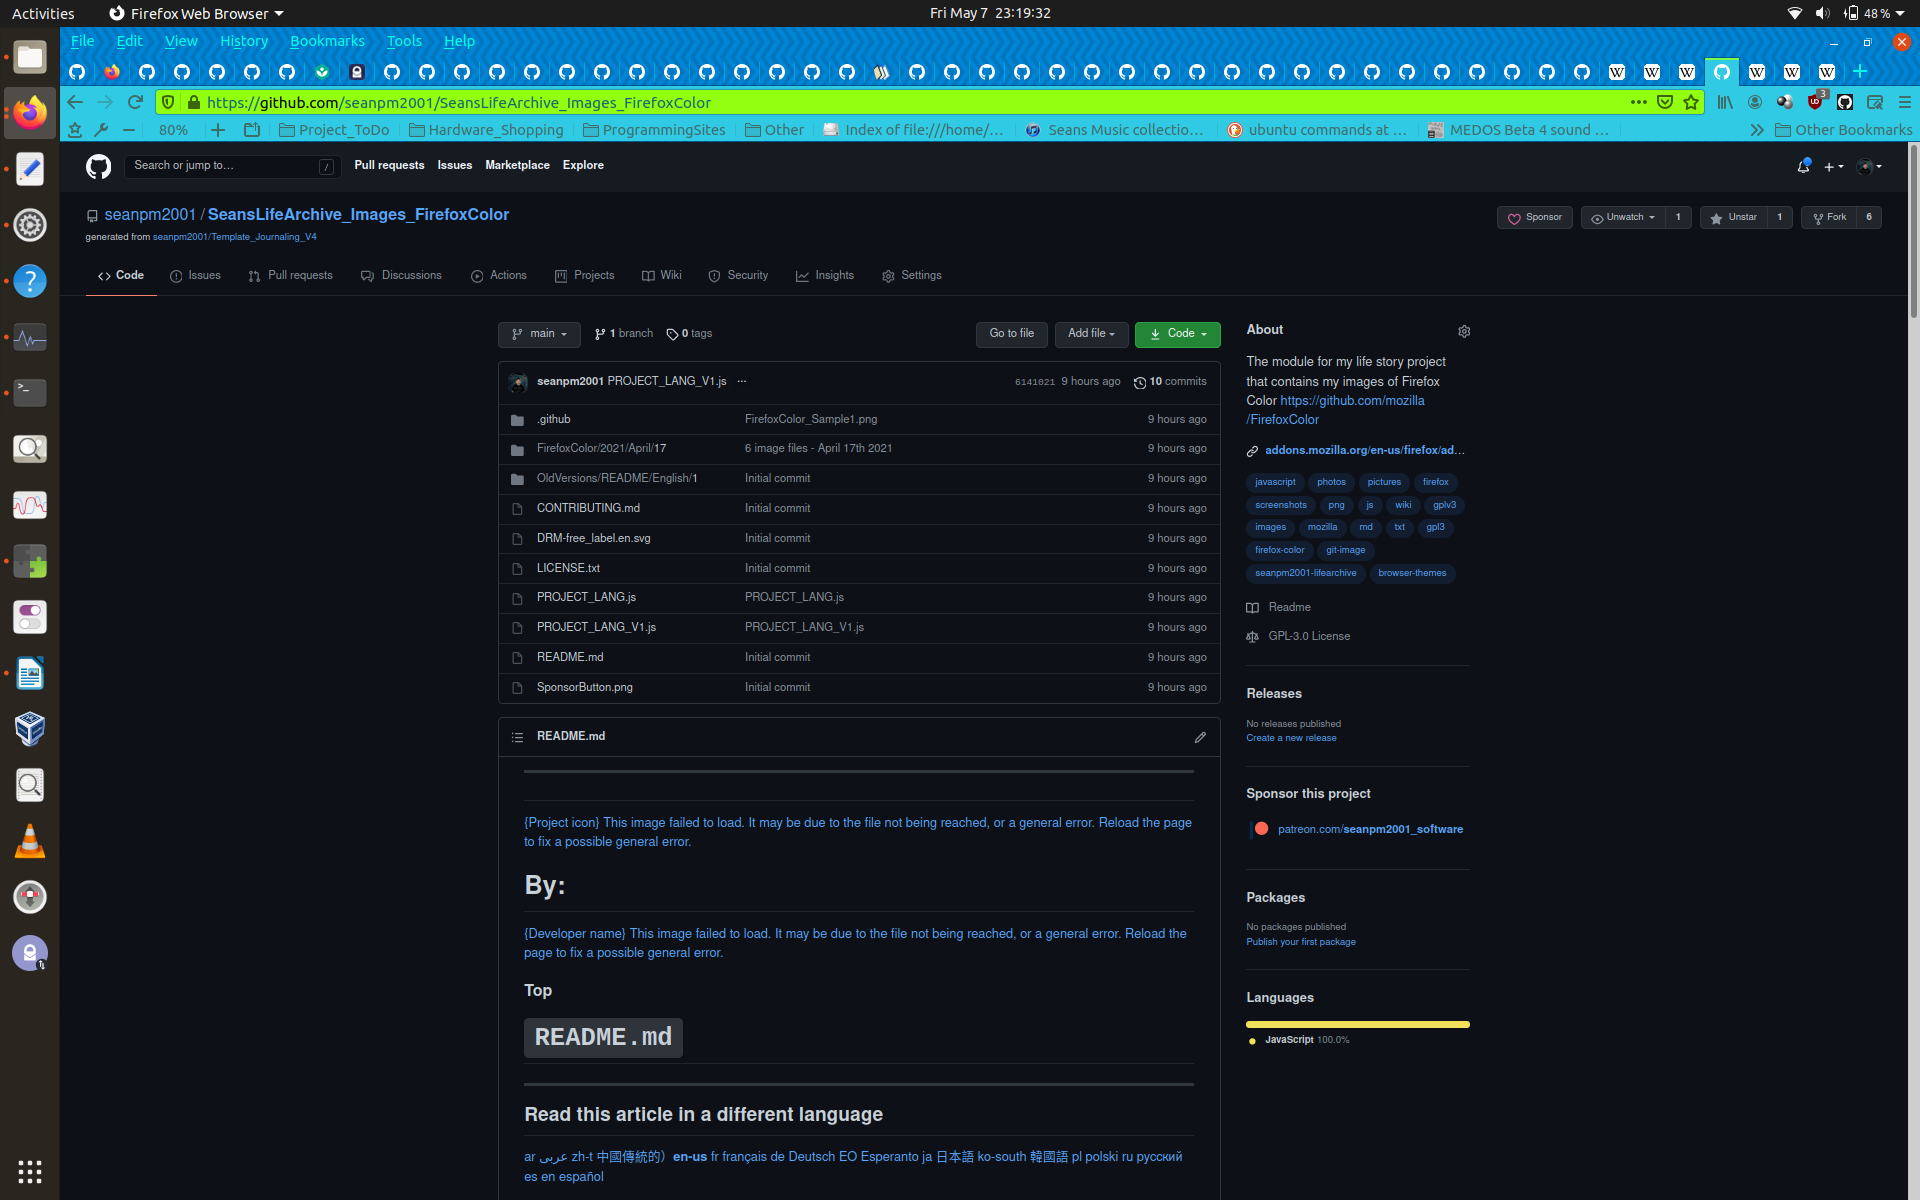 Activities Firefox Web Browser Fri May 7 23:19:32 48 %
File Edit View History Bookmarks Tools Help
https://github.com/seanpm2001/SeansLifeArchive_Images_FirefoxColor 3
80% Project_ToDo Hardware_Shopping ProgrammingSites Other Index of file:///home/… Seans Music collectio… ubuntu commands at … MEDOS Beta 4 sound … Other Bookmarks
Search or jump to… / Pull requests Issues Marketplace Explore
seanpm2001 / SeansLifeArchive_Images_FirefoxColor Sponsor Unwatch 1 Unstar 1 Fork 6
generated from seanpm2001/Template_Journaling_V4
Code Issues Pull requests Discussions Actions Projects Wiki Security Insights Settings
main 1 branch 0 tags Go to file Add file Code
seanpm2001 PROJECT_LANG_V1.js ··· 6141021 9 hours ago 10 commits
.github FirefoxColor_Sample1.png 9 hours ago
FirefoxColor/2021/April/17 6 image files - April 17th 2021 9 hours ago
OldVersions/README/English/1 Initial commit 9 hours ago
CONTRIBUTING.md Initial commit 9 hours ago
DRM-free_label.en.svg Initial commit 9 hours ago
LICENSE.txt Initial commit 9 hours ago
PROJECT_LANG.js PROJECT_LANG.js 9 hours ago
PROJECT_LANG_V1.js PROJECT_LANG_V1.js 9 hours ago
README.md Initial commit 9 hours ago
SponsorButton.png Initial commit 9 hours ago
README.md
{Project icon} This image failed to load. It may be due to the file not being reached, or a general error. Reload the page
to fix a possible general error.
By:
{Developer name} This image failed to load. It may be due to the file not being reached, or a general error. Reload the
page to fix a possible general error.
Top
README.md
Read this article in a different language
ar عربى zh-t 中國傳統的）en-us fr français de Deutsch EO Esperanto ja 日本語 ko-south 韓國語 pl polski ru русский
es en español
About
The module for my life story project
that contains my images of Firefox
Color https://github.com/mozilla
/FirefoxColor
addons.mozilla.org/en-us/firefox/ad…
javascript photos pictures firefox
screenshots png js wiki gplv3
images mozilla md txt gpl3
firefox-color git-image
seanpm2001-lifearchive browser-themes
Readme
GPL-3.0 License
Releases
No releases published
Create a new release
Sponsor this project
patreon.com/seanpm2001_software
Packages
No packages published
Publish your first package
Languages
JavaScript 100.0%